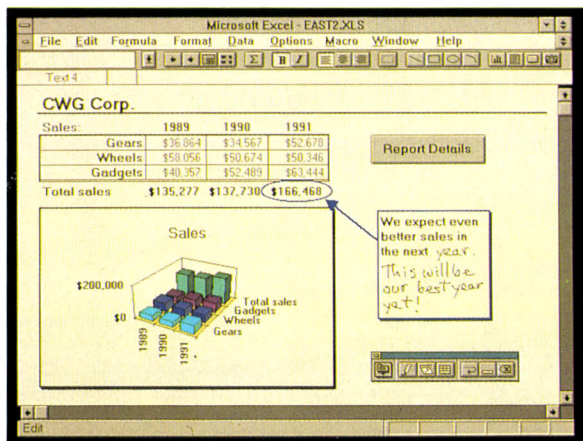 Microsoft Excel - EAST2.XLS
File Edit Formula Format Data Options Macro Window Help
Σ B I
Text 4
CWG Corp.
Sales: 1989 1990 1991
Gears $36,864 $34,567 $52,678
Wheels $58,056 $50,674 $50,346
Gadgets $40,357 $52,489 $63,444
Total sales $135,277 $137,730 $166,468
Report Details
We expect even
better sales in
the next year.
This will be
our best year
yet!
Sales
$200,000
$0
Total sales
Gadgets
Wheels
Gears
1989
1990
1991
Edit